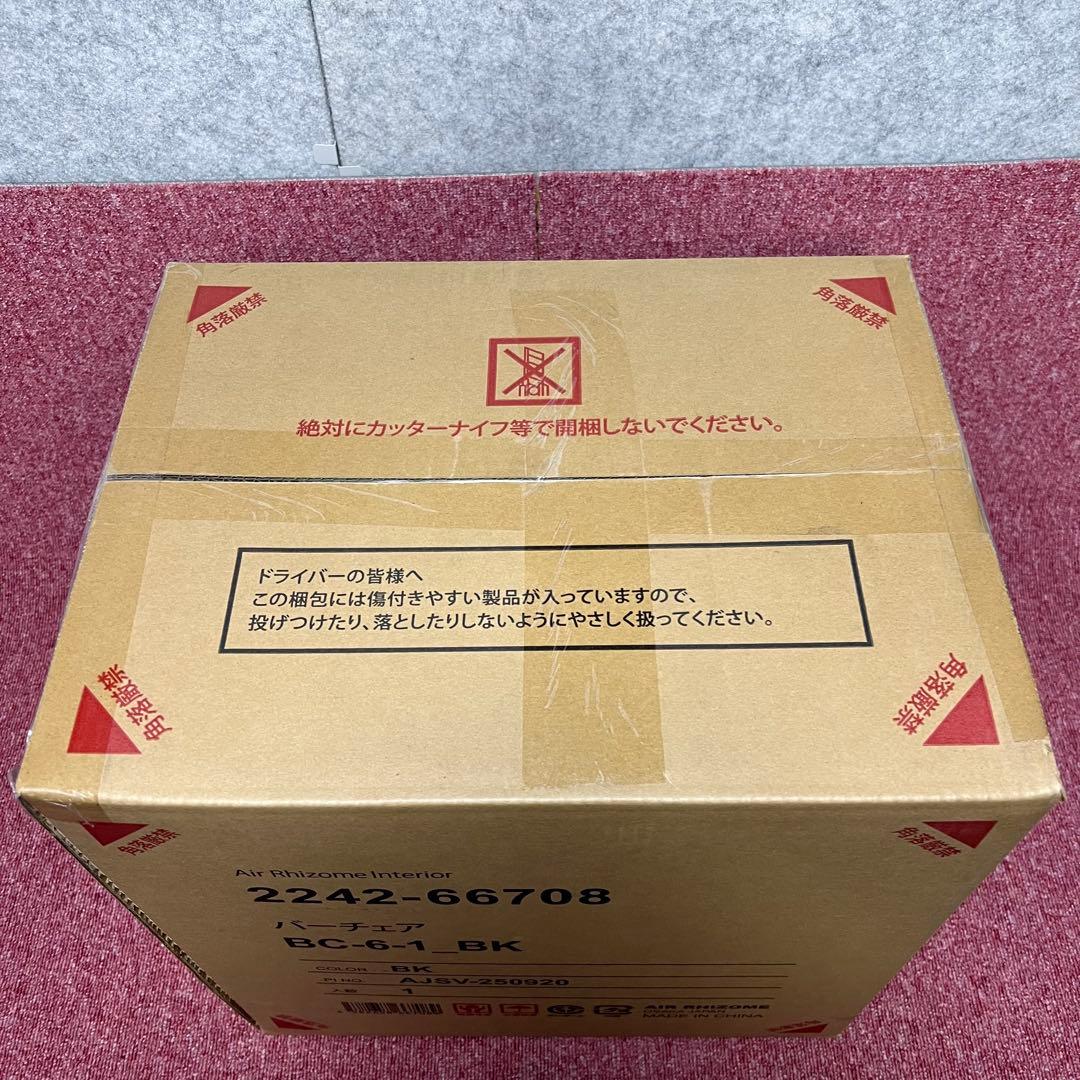 角落厳禁
角落厳禁
絶対にカッターナイフ等で開梱しないでください。
ドライバーの皆様へ
この梱包には傷付きやすい製品が入っていますので、
投げつけたり、落としたりしないようにやさしく扱ってください。
角落厳禁
角落厳禁
角落厳禁
角落厳禁
Air Rhizome Interior
2242-66708
バーチェア
BC-6-1_BK
COLOR BK
PI NO. AJSV-250920
入数 1
AIR RHIZOME
OSAKA JAPAN
MADE IN CHINA